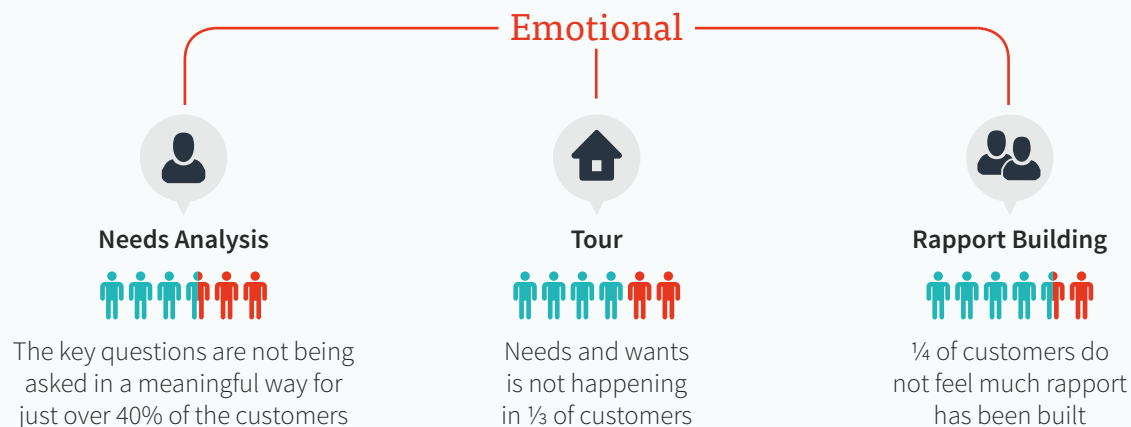 Emotional
Needs Analysis
The key questions are not being
asked in a meaningful way for
just over 40% of the customers
Tour
Needs and wants
is not happening
in ⅓ of customers
Rapport Building
¼ of customers do
not feel much rapport
has been built